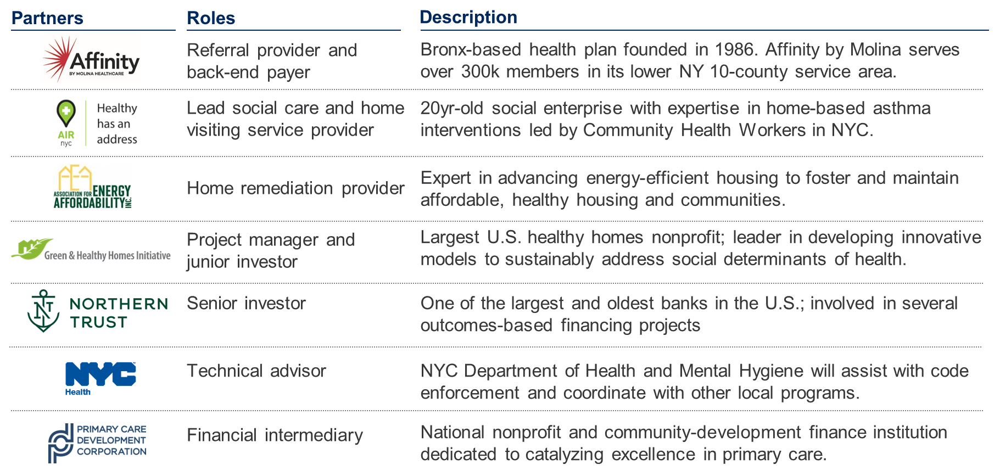 Partners Roles Description
Affinity
BY MOLINA HEALTHCARE
Referral provider and
back-end payer
Bronx-based health plan founded in 1986. Affinity by Molina serves
over 300k members in its lower NY 10-county service area.
AIR
nyc
Healthy
has an
address
Lead social care and home
visiting service provider
20yr-old social enterprise with expertise in home-based asthma
interventions led by Community Health Workers in NYC.
AEA
ASSOCIATION FOR ENERGY
AFFORDABILITY INC.
Home remediation provider
Expert in advancing energy-efficient housing to foster and maintain
affordable, healthy housing and communities.
Green & Healthy Homes Initiative
Project manager and
junior investor
Largest U.S. healthy homes nonprofit; leader in developing innovative
models to sustainably address social determinants of health.
NT
NORTHERN
TRUST
Senior investor
One of the largest and oldest banks in the U.S.; involved in several
outcomes-based financing projects
NYC
Health
Technical advisor
NYC Department of Health and Mental Hygiene will assist with code
enforcement and coordinate with other local programs.
PRIMARY CARE
DEVELOPMENT
CORPORATION
Financial intermediary
National nonprofit and community-development finance institution
dedicated to catalyzing excellence in primary care.